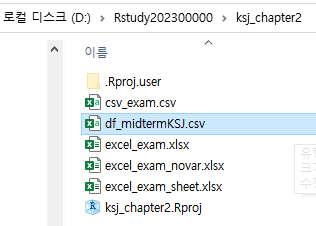 로컬 디스크 (D:) > Rstudy202300000 > ksj_chapter2
이름
.Rproj.user
csv_exam.csv
df_midtermKSJ.csv
excel_exam.xlsx
excel_exam_novar.xlsx
excel_exam_sheet.xlsx
ksj_chapter2.Rproj